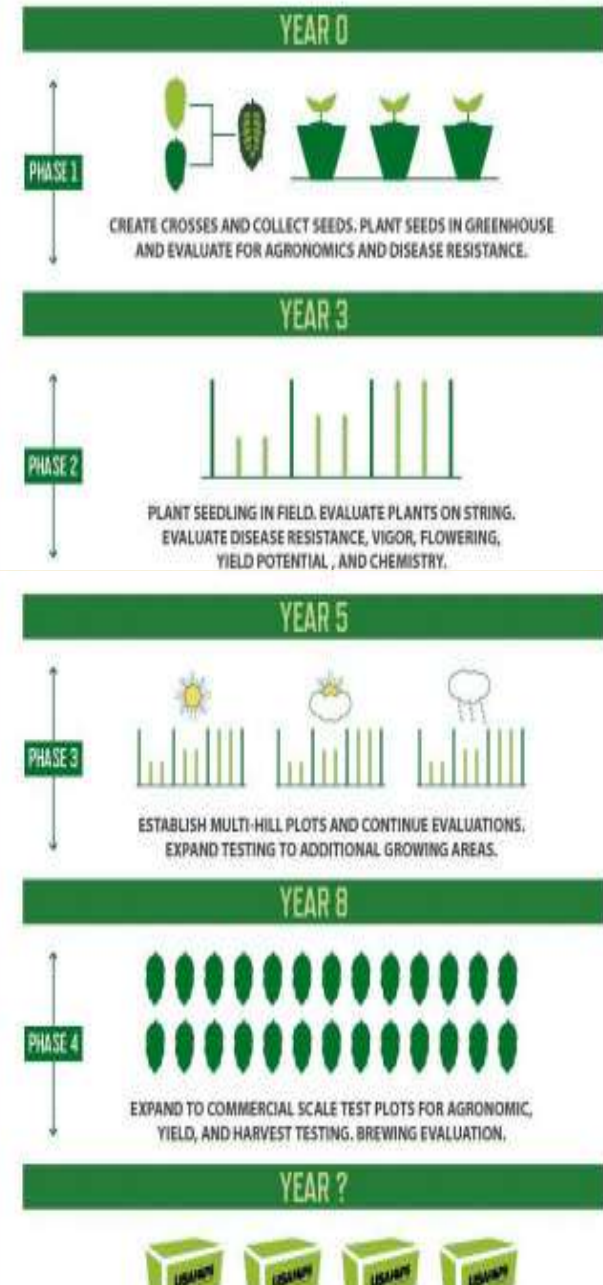 YEAR 0
PHASE 1
CREATE CROSSES AND COLLECT SEEDS. PLANT SEEDS IN GREENHOUSE
AND EVALUATE FOR AGRONOMICS AND DISEASE RESISTANCE.
YEAR 3
PHASE 2
PLANT SEEDLING IN FIELD. EVALUATE PLANTS ON STRING.
EVALUATE DISEASE RESISTANCE, VIGOR, FLOWERING,
YIELD POTENTIAL , AND CHEMISTRY.
YEAR 5
PHASE 3
ESTABLISH MULTI-HILL PLOTS AND CONTINUE EVALUATIONS.
EXPAND TESTING TO ADDITIONAL GROWING AREAS.
YEAR 8
PHASE 4
EXPAND TO COMMERCIAL SCALE TEST PLOTS FOR AGRONOMIC,
YIELD, AND HARVEST TESTING. BREWING EVALUATION.
YEAR ?